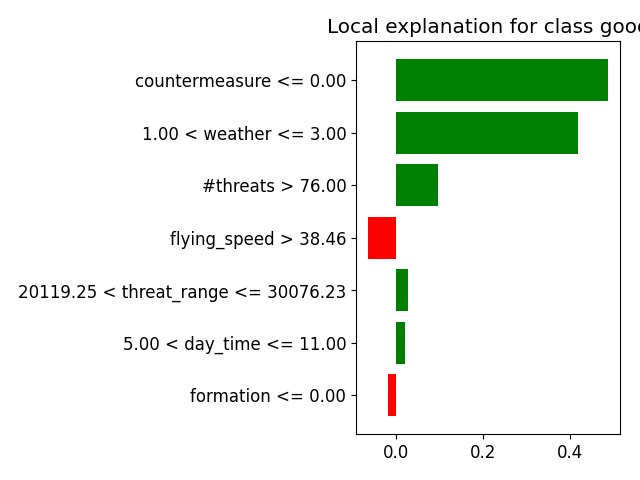 Local explanation for class good
countermeasure <= 0.00
1.00 < weather <= 3.00
#threats > 76.00
flying_speed > 38.46
20119.25 < threat_range <= 30076.23
5.00 < day_time <= 11.00
formation <= 0.00
0.0 0.2 0.4